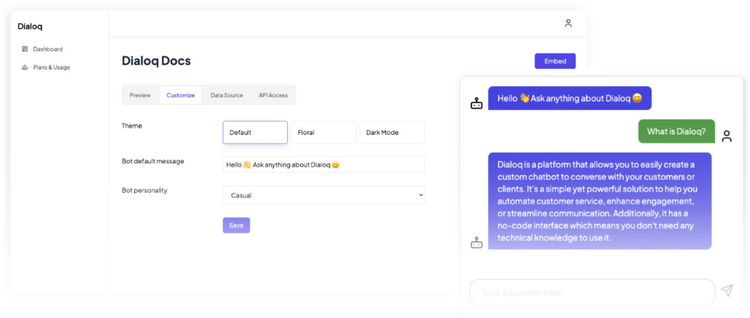 Dialoq
Dashboard
Plans & Usage
Dialoq Docs
Embed
Preview
Customize
Data Source
API Access
Theme
Default
Floral
Dark Mode
Bot default message
Hello 👋 Ask anything about Dialoq 😄
Bot personality
Casual
Save
Hello 👋 Ask anything about Dialoq 😄
What is Dialoq?
Dialoq is a platform that allows you to easily create a
custom chatbot to converse with your customers or
clients. It's a simple yet powerful solution to help you
automate customer service, enhance engagement,
or streamline communication. Additionally, it has a
no-code interface which means you don't need any
technical knowledge to use it.
Type a question here